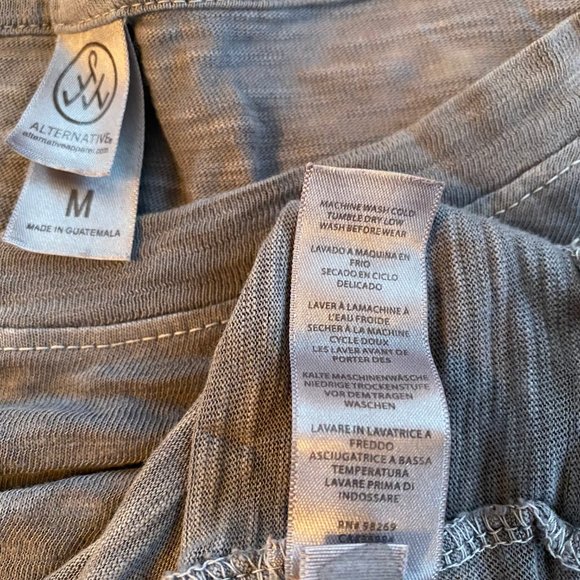 ALTERNATIVE®
alternativeapparel.com
M
MADE IN GUATEMALA
MACHINE WASH COLD
TUMBLE DRY LOW
WASH BEFORE WEAR
LAVADO A MAQUINA EN
FRIO
SECADO EN CICLO
DELICADO
LAVER À LAMACHINE À
L'EAU FROIDE
SECHER À LA MACHINE
CYCLE DOUX
LES LAVER AVANT DE
PORTER DES
KALTE MASCHINENWÄSCHE
NIEDRIGE TROCKENSTUFE
VOR DEM TRAGEN
WASCHEN
LAVARE IN LAVATRICE A
FREDDO
ASCIUGATRICE A BASSA
TEMPERATURA
LAVARE PRIMA DI
INDOSSARE
RN# 98269